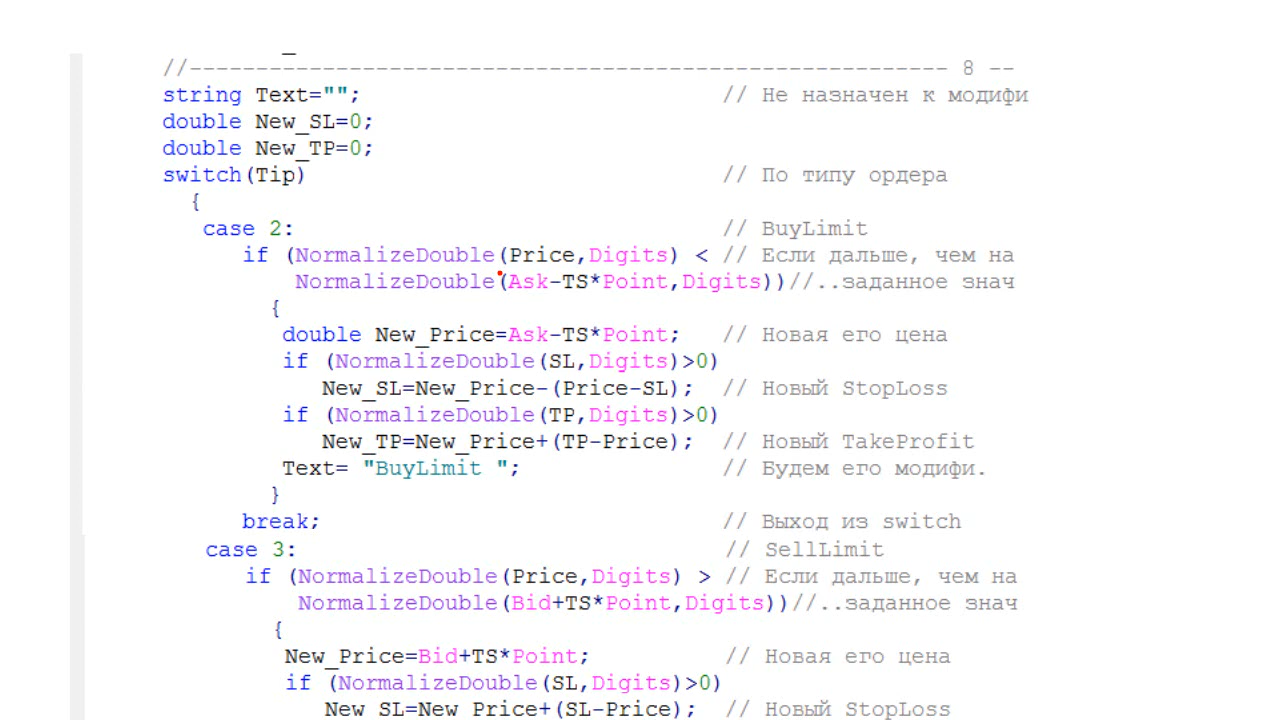 //--------------------------------------------------------- 8 --
string Text=""; // Не назначен к модифи
double New_SL=0;
double New_TP=0;
switch(Tip) // По типу ордера
{
case 2: // BuyLimit
if (NormalizeDouble(Price,Digits) < // Если дальше, чем на
NormalizeDouble(Ask-TS*Point,Digits))//..заданное знач
{
double New_Price=Ask-TS*Point; // Новая его цена
if (NormalizeDouble(SL,Digits)>0)
New_SL=New_Price-(Price-SL); // Новый StopLoss
if (NormalizeDouble(TP,Digits)>0)
New_TP=New_Price+(TP-Price); // Новый TakeProfit
Text= "BuyLimit "; // Будем его модифи.
}
break; // Выход из switch
case 3: // SellLimit
if (NormalizeDouble(Price,Digits) > // Если дальше, чем на
NormalizeDouble(Bid+TS*Point,Digits))//..заданное знач
{
New_Price=Bid+TS*Point; // Новая его цена
if (NormalizeDouble(SL,Digits)>0)
New_SL=New_Price+(SL-Price); // Новый StopLoss